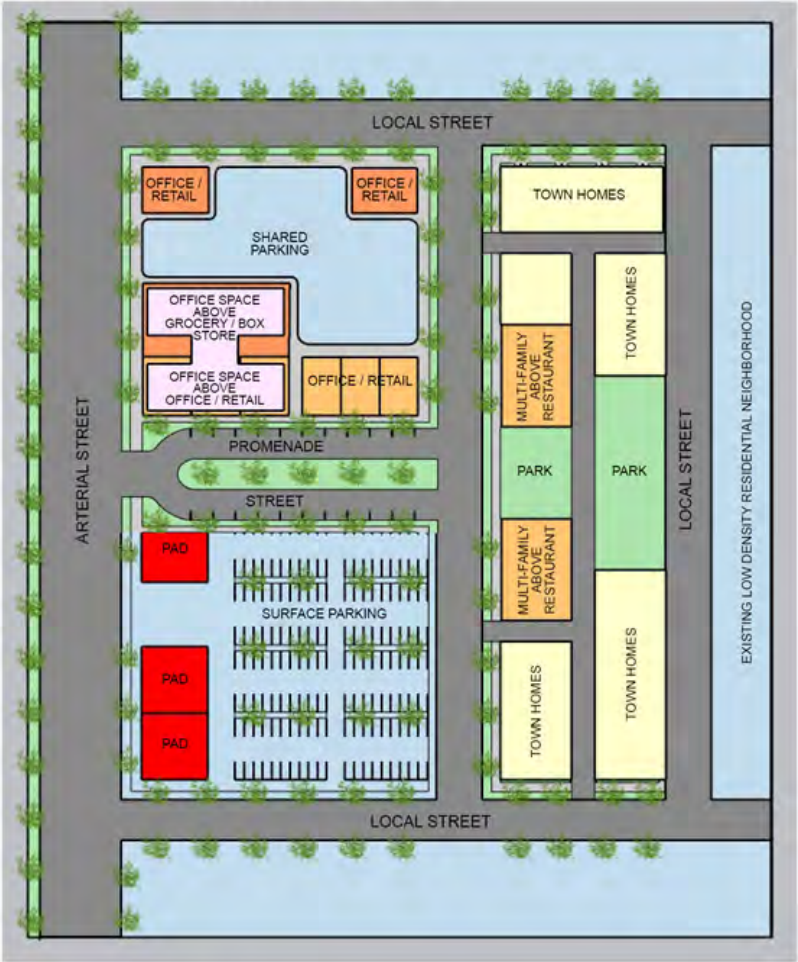 LOCAL STREET
OFFICE /
RETAIL
OFFICE /
RETAIL
TOWN HOMES
SHARED
PARKING
OFFICE SPACE
ABOVE
GROCERY / BOX
STORE
TOWN HOMES
OFFICE SPACE
ABOVE
OFFICE / RETAIL
OFFICE / RETAIL
MULTI-FAMILY
ABOVE
RESTAURANT
EXISTING LOW DENSITY RESIDENTIAL NEIGHBORHOOD
ARTERIAL STREET
PROMENADE
STREET
PARK
PARK
LOCAL STREET
PAD
MULTI-FAMILY
ABOVE
RESTAURANT
SURFACE PARKING
PAD
PAD
TOWN HOMES
TOWN HOMES
LOCAL STREET